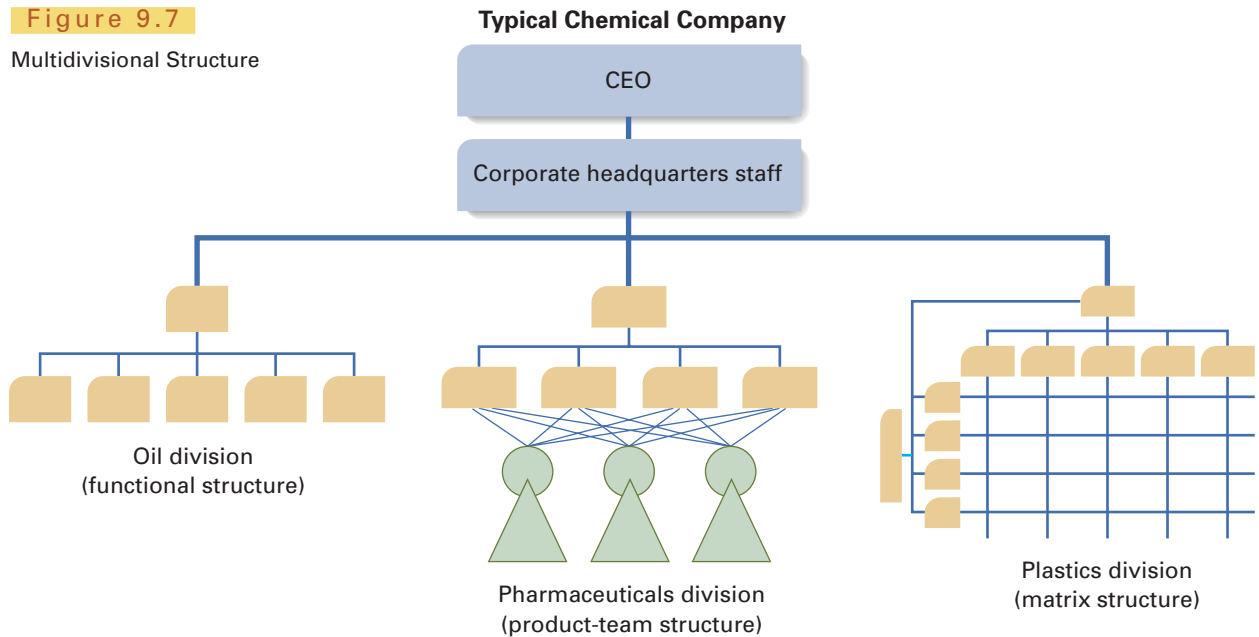 Figure 9.7
Multidivisional Structure
Typical Chemical Company
CEO
Corporate headquarters staff
Oil division
(functional structure)
Pharmaceuticals division
(product-team structure)
Plastics division
(matrix structure)